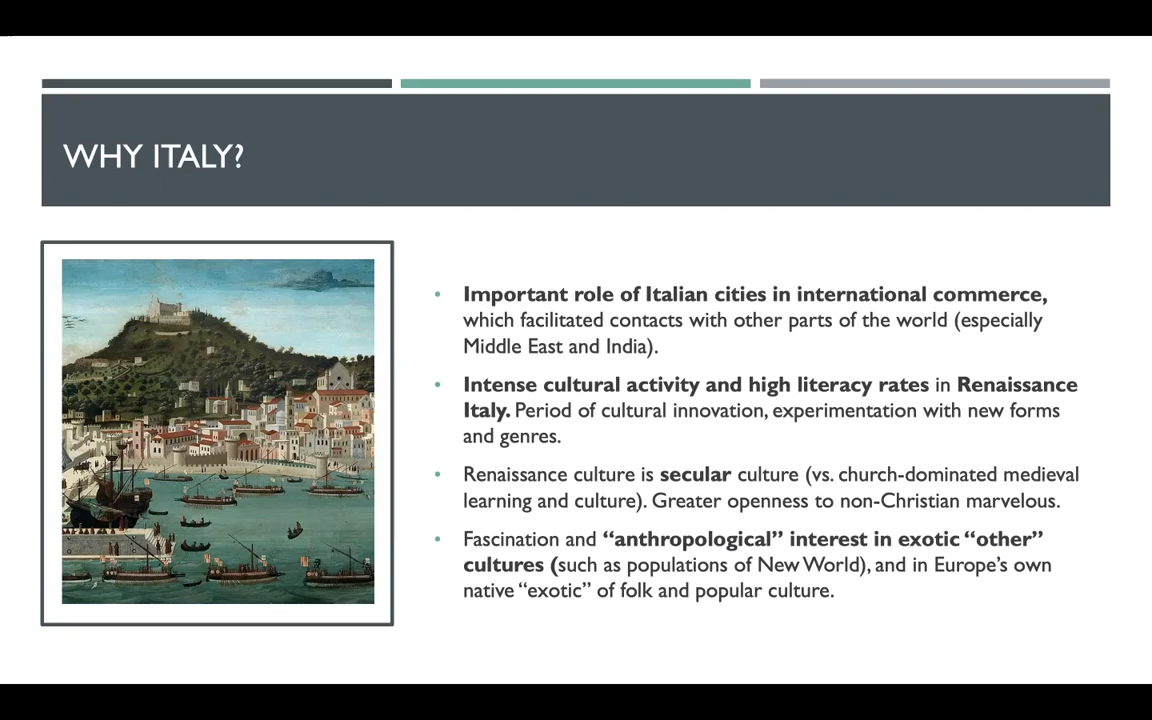 WHY ITALY?
• Important role of Italian cities in international commerce,
which facilitated contacts with other parts of the world (especially
Middle East and India).
• Intense cultural activity and high literacy rates in Renaissance
Italy. Period of cultural innovation, experimentation with new forms
and genres.
• Renaissance culture is secular culture (vs. church-dominated medieval
learning and culture). Greater openness to non-Christian marvelous.
• Fascination and “anthropological” interest in exotic “other”
cultures (such as populations of New World), and in Europe’s own
native “exotic” of folk and popular culture.